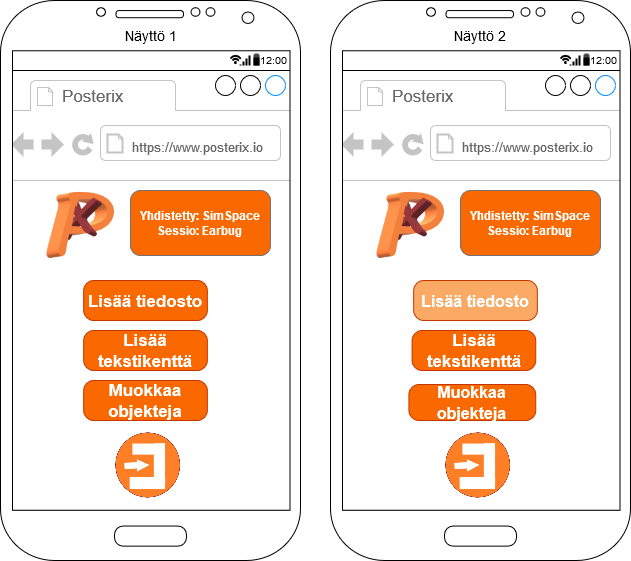 Näyttö 1
12:00
Posterix
https://www.posterix.io
Yhdistetty: SimSpace
Sessio: Earbug
Lisää tiedosto
Lisää
tekstikenttä
Muokkaa
objekteja
Näyttö 2
12:00
Posterix
https://www.posterix.io
Yhdistetty: SimSpace
Sessio: Earbug
Lisää tiedosto
Lisää
tekstikenttä
Muokkaa
objekteja